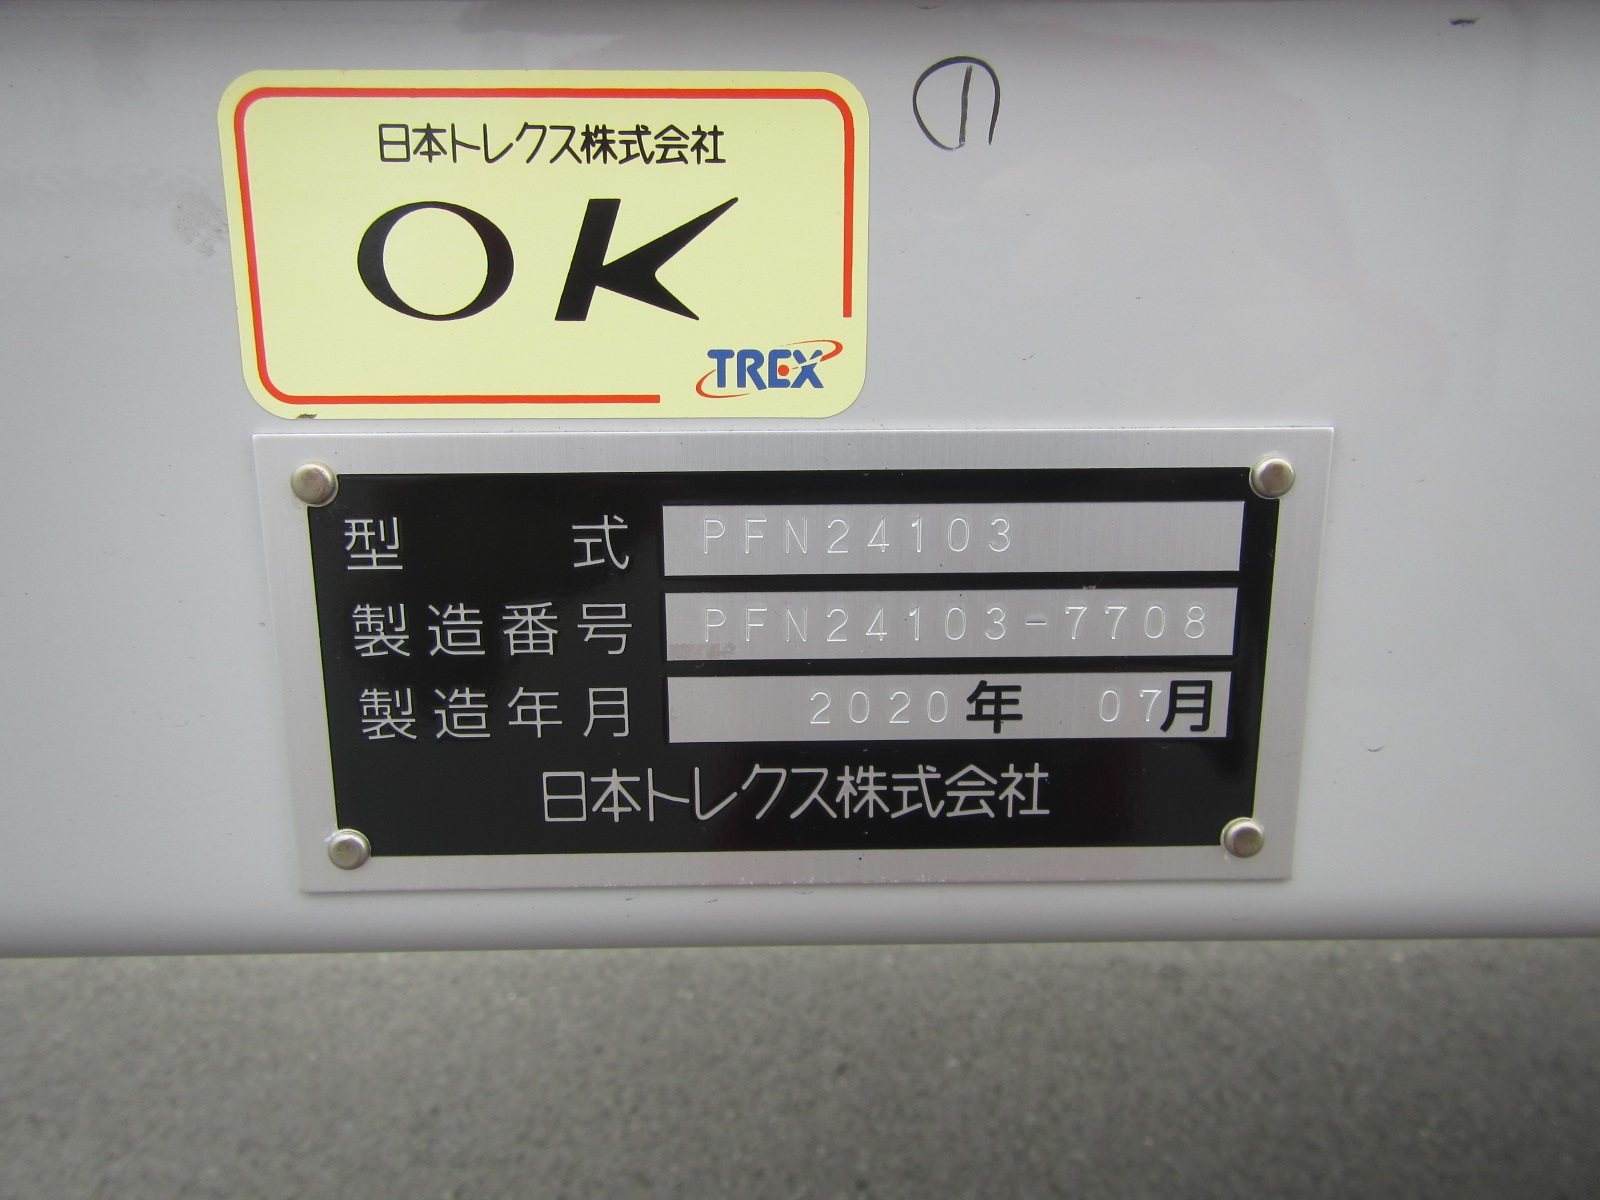 日本トレクス株式会社
OK
TREX
型式 PFN24103
製造番号 PFN24103-7708
製造年月 2020年 07月
日本トレクス株式会社